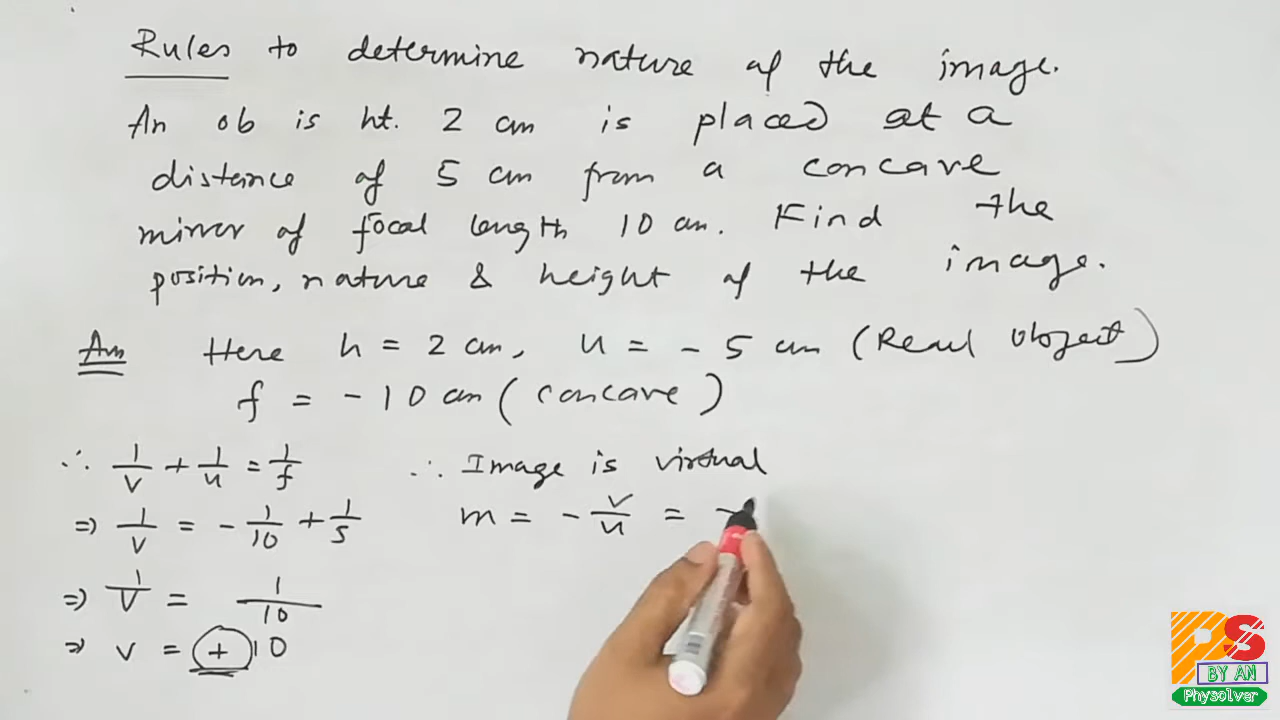 Rules to determine nature of the image.
An ob is ht. 2 cm is placed at a
distance of 5 cm from a concave
mirror of focal length 10 cm. Find the
position, nature & height of the image.
Ans Here h = 2 cm, u = - 5 cm (Real object)
f = - 10 cm (concave)
∴ 1/v + 1/u = 1/f
⇒ 1/v = - 1/10 + 1/5
⇒ 1/v = 1/10
⇒ v = + 10
∴ Image is virtual
m = - v/u = -
PS
BY AN
Physolver